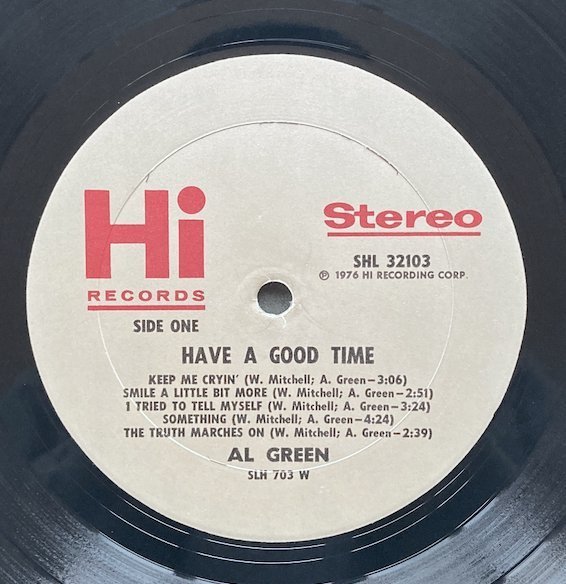 Hi
RECORDS
Stereo
SHL 32103
℗ 1976 HI RECORDING CORP.
SIDE ONE
HAVE A GOOD TIME
KEEP ME CRYIN' (W. Mitchell; A. Green—3:06)
SMILE A LITTLE BIT MORE (W. Mitchell; A. Green—2:51)
I TRIED TO TELL MYSELF (W. Mitchell; A. Green—3:24)
SOMETHING (W. Mitchell; A. Green—4:24)
THE TRUTH MARCHES ON (W. Mitchell; A. Green—2:39)
AL GREEN
SLH 703 W